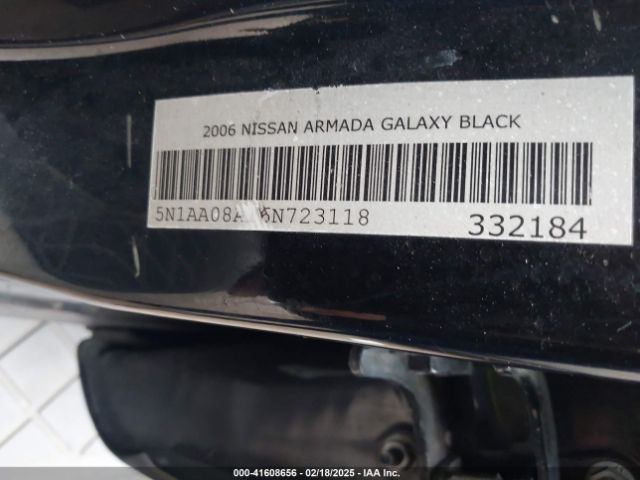 2006 NISSAN ARMADA GALAXY BLACK
5N1AA08A 6N723118
332184
000-41608656 - 02/18/2025 - IAA Inc.